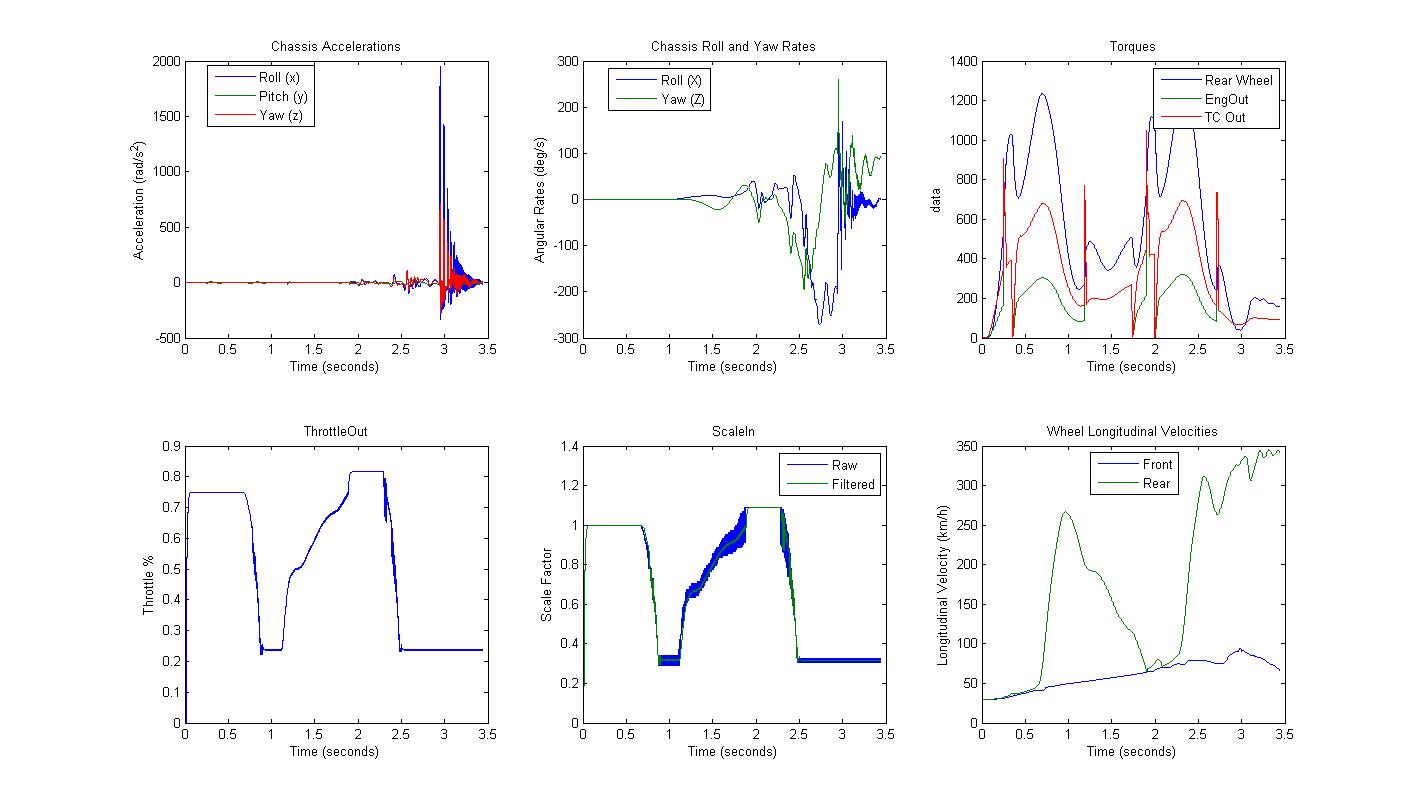 Chassis Accelerations
2000
1500
1000
500
0
-500
Acceleration (rad/s2)
Roll (x)
Pitch (y)
Yaw (z)
0 0.5 1 1.5 2 2.5 3 3.5
Time (seconds)
Chassis Roll and Yaw Rates
300
200
100
0
-100
-200
-300
Angular Rates (deg/s)
Roll (X)
Yaw (Z)
0 0.5 1 1.5 2 2.5 3 3.5
Time (seconds)
Torques
1400
1200
1000
800
600
400
200
0
data
Rear Wheel
EngOut
TC Out
0 0.5 1 1.5 2 2.5 3 3.5
Time (seconds)
ThrottleOut
0.9
0.8
0.7
0.6
0.5
0.4
0.3
0.2
0.1
0
Throttle %
0 0.5 1 1.5 2 2.5 3 3.5
Time (seconds)
ScaleIn
1.4
1.2
1
0.8
0.6
0.4
0.2
0
Scale Factor
Raw
Filtered
0 0.5 1 1.5 2 2.5 3 3.5
Time (seconds)
Wheel Longitudinal Velocities
350
300
250
200
150
100
50
0
Longitudinal Velocity (km/h)
Front
Rear
0 0.5 1 1.5 2 2.5 3 3.5
Time (seconds)